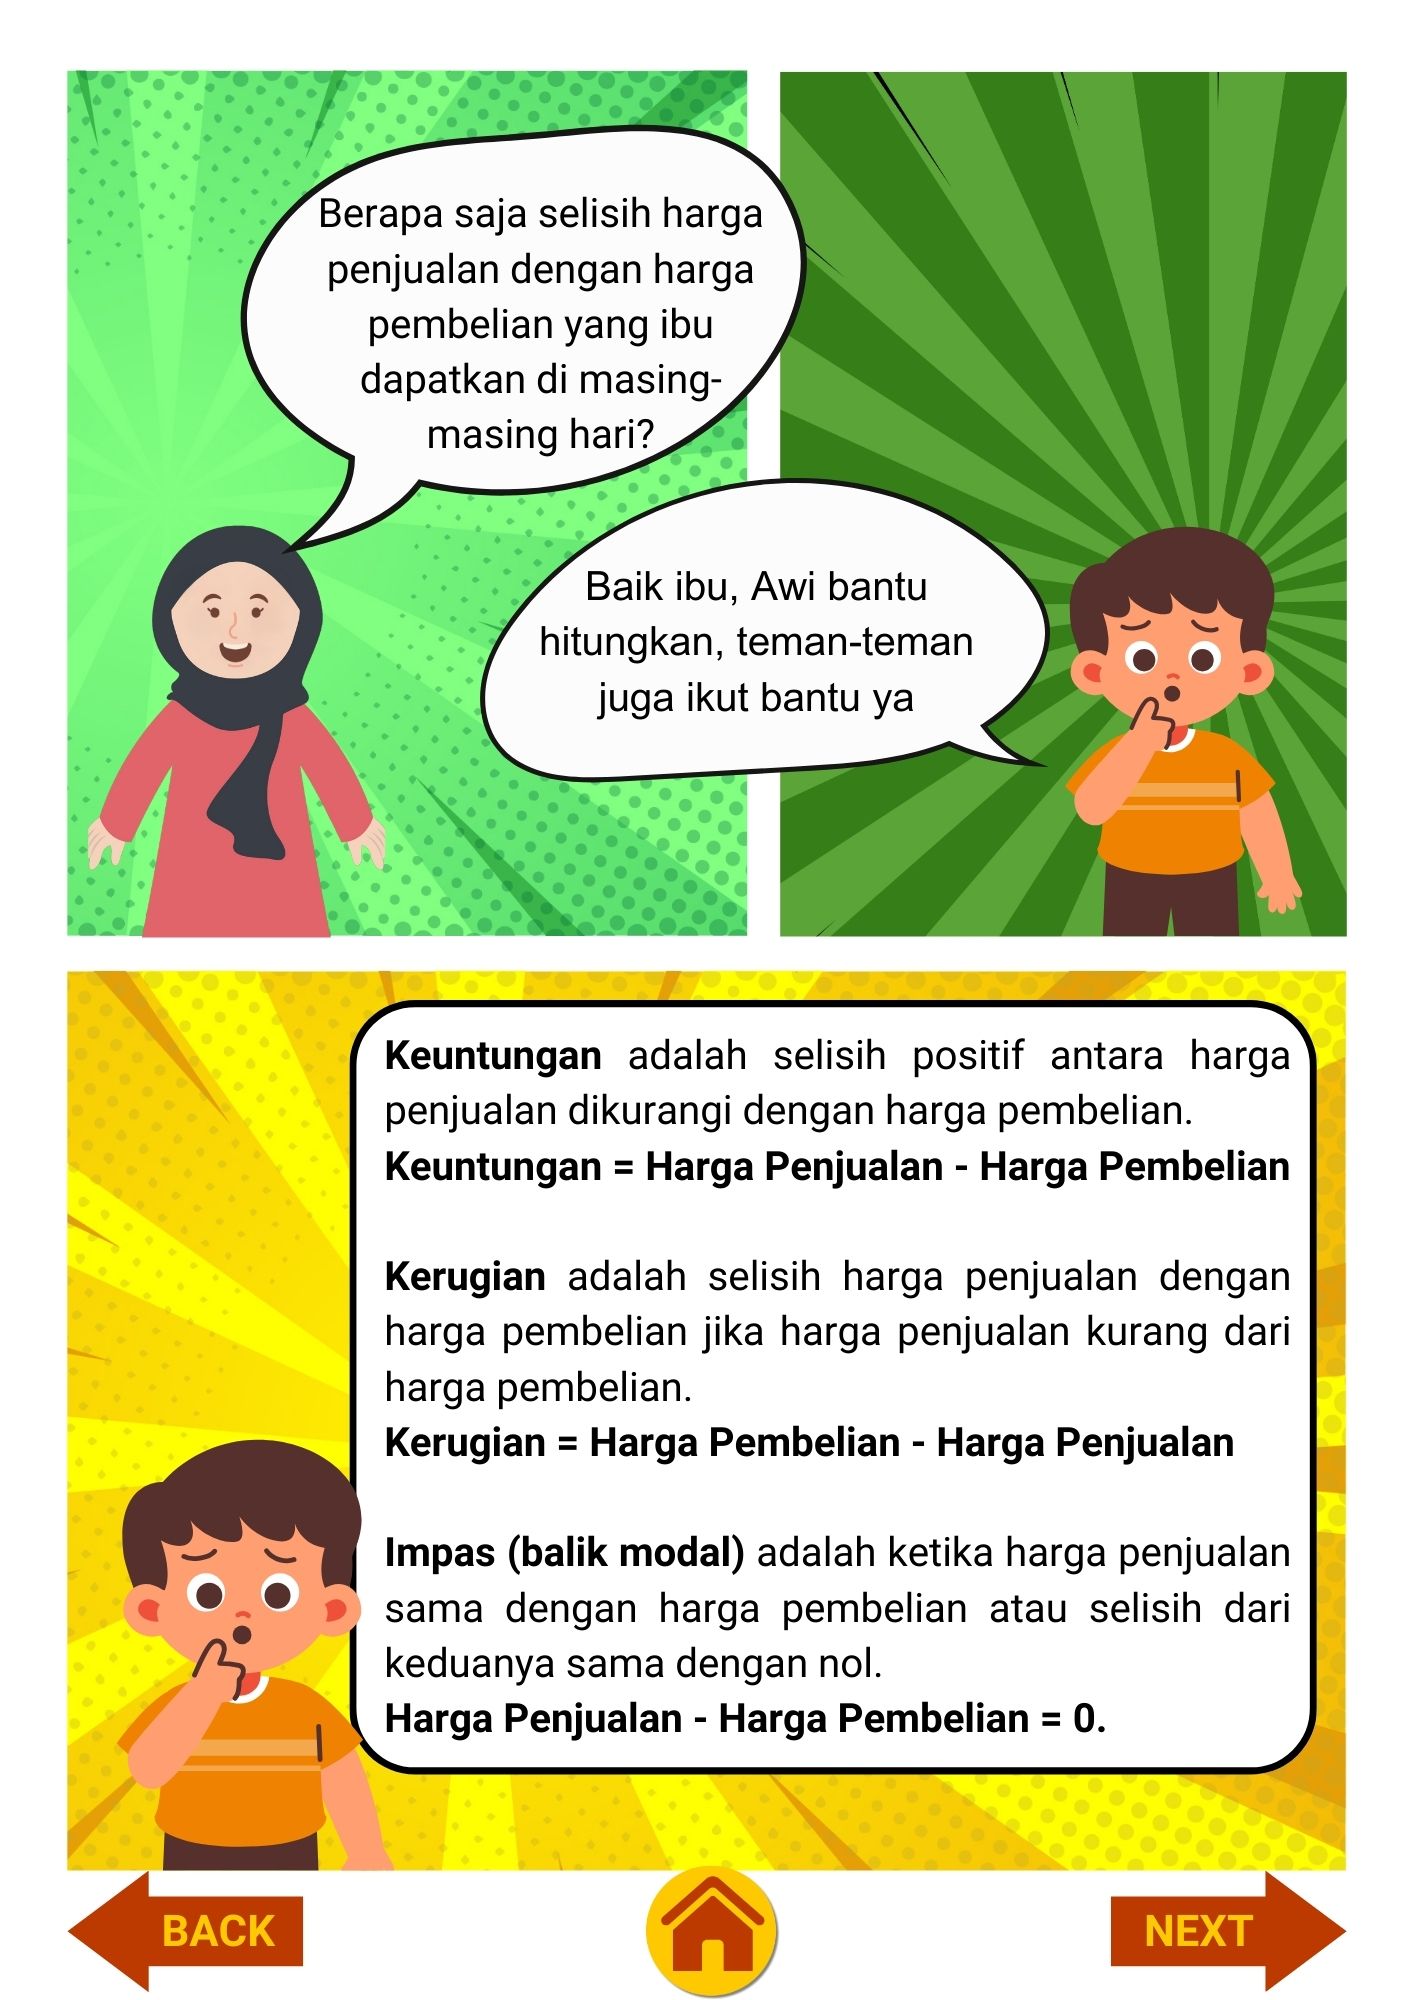 Berapa saja selisih harga
penjualan dengan harga
pembelian yang ibu
dapatkan di masing-
masing hari?
Baik ibu, Awi bantu
hitungkan, teman-teman
juga ikut bantu ya
Keuntungan adalah selisih positif antara harga
penjualan dikurangi dengan harga pembelian.
Keuntungan = Harga Penjualan - Harga Pembelian
Kerugian adalah selisih harga penjualan dengan
harga pembelian jika harga penjualan kurang dari
harga pembelian.
Kerugian = Harga Pembelian - Harga Penjualan
Impas (balik modal) adalah ketika harga penjualan
sama dengan harga pembelian atau selisih dari
keduanya sama dengan nol.
Harga Penjualan - Harga Pembelian = 0.
BACK
NEXT